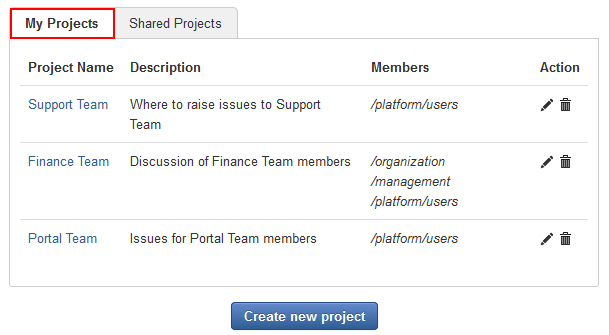 My Projects Shared Projects
Project Name Description Members Action
Support Team Where to raise issues to Support /platform/users
Team
Finance Team Discussion of Finance Team members /organization
/management
/platform/users
Portal Team Issues for Portal Team members /platform/users
Create new project